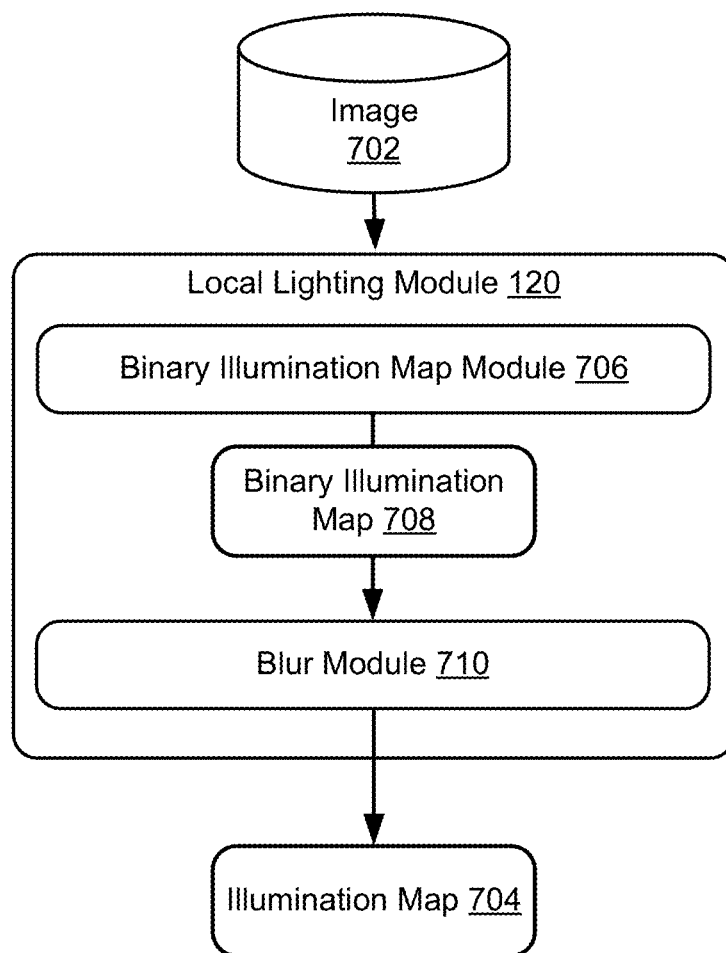 Image
702
Local Lighting Module 120
Binary Illumination Map Module 706
Binary Illumination
Map 708
Blur Module 710
Illumination Map 704